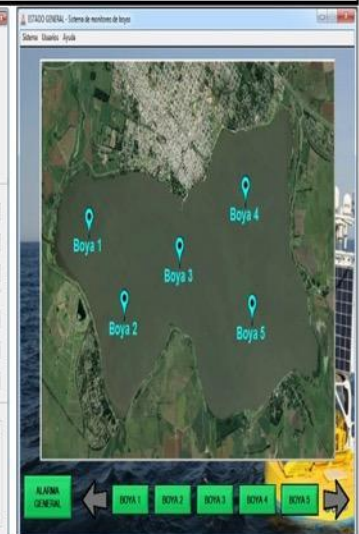 ESTADO GENERAL - Sistema de monitoreo de boyas
Sistema Usuarios Ayuda
Boya 1
Boya 4
Boya 3
Boya 2
Boya 5
ALARMA
GENERAL
BOYA 1
BOYA 2
BOYA 3
BOYA 4
BOYA 5